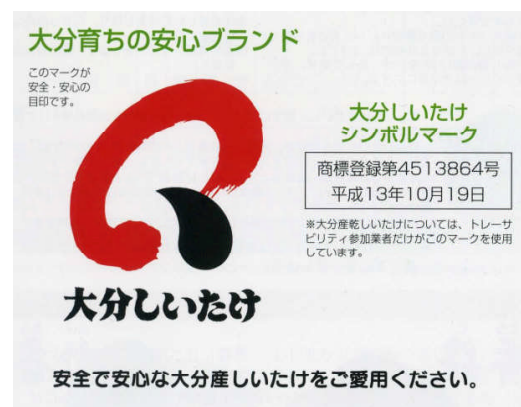 大分育ちの安心ブランド
このマークが
安全・安心の
目印です。
大分しいたけ
大分しいたけ
シンボルマーク
商標登録第4513864号
平成13年10月19日
※大分産乾しいたけについては、トレーサ
ビリティ参加業者だけがこのマークを使用
しています。
安全で安心な大分産しいたけをご愛用ください。